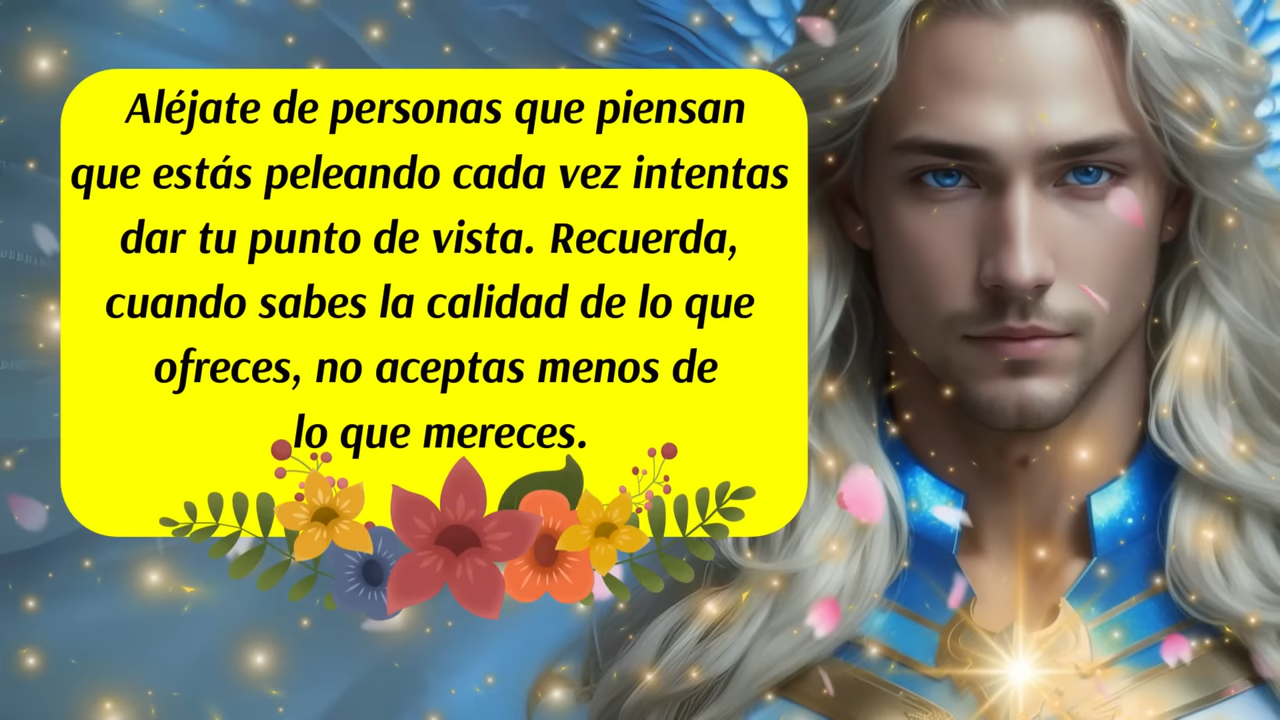 Aléjate de personas que piensan
que estás peleando cada vez intentas
dar tu punto de vista. Recuerda,
cuando sabes la calidad de lo que
ofreces, no aceptas menos de
lo que mereces.